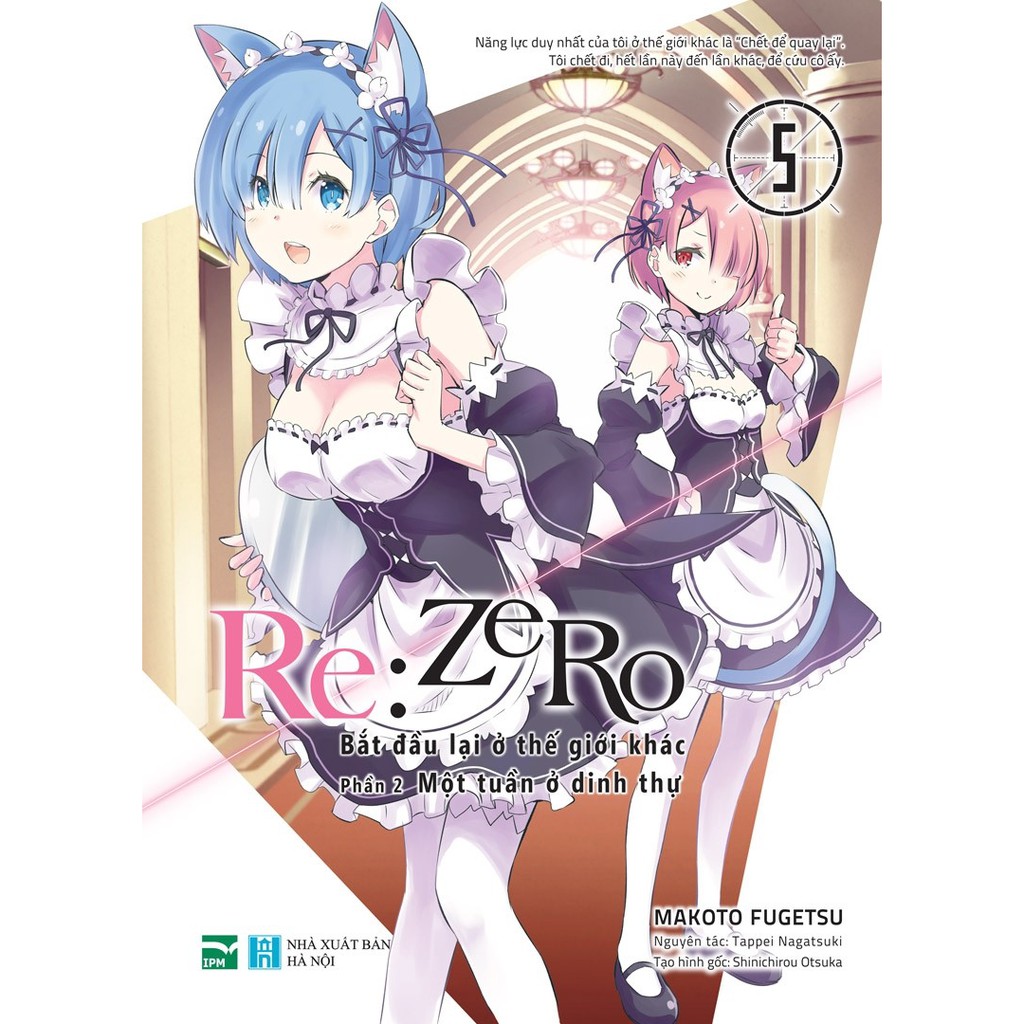 Năng lực duy nhất của tôi ở thế giới khác là "Chết để quay lại".
Tôi chết đi, hết lần này đến lần khác, để cứu cô ấy.
5
Re:ZeRo
Bắt đầu lại ở thế giới khác
Phần 2 Một tuần ở dinh thự
MAKOTO FUGETSU
Nguyên tác: Tappei Nagatsuki
Tạo hình gốc: Shinichirou Otsuka
IPM
NHÀ XUẤT BẢN
HÀ NỘI